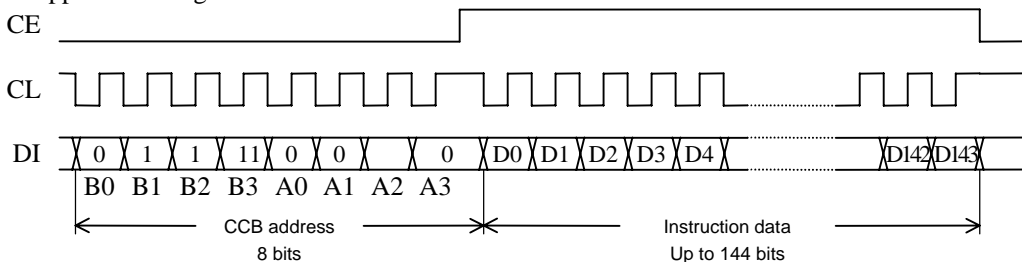 CE
CL
DI 0 1 1 11 0 0 0 D0 D1 D2 D3 D4 D142 D143
B0 B1 B2 B3 A0 A1 A2 A3
CCB address Instruction data
8 bits Up to 144 bits